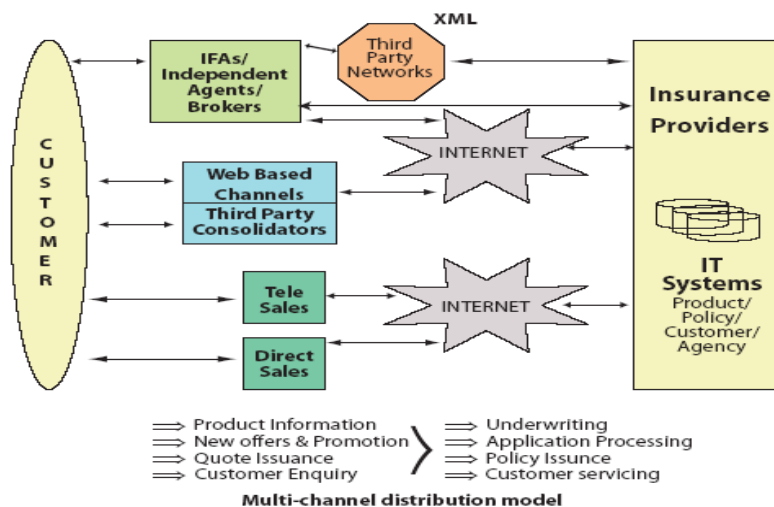 XML
IFAs/
Independent
Agents/
Brokers
Third
Party
Networks
Insurance
Providers
CUSTOMER
INTERNET
Web Based
Channels
Third Party
Consolidators
IT
Systems
Product/
Policy/
Customer/
Agency
Tele
Sales
INTERNET
Direct
Sales
Product Information
New offers & Promotion
Quote Issuance
Customer Enquiry
Underwriting
Application Processing
Policy Issunce
Customer servicing
Multi-channel distribution model